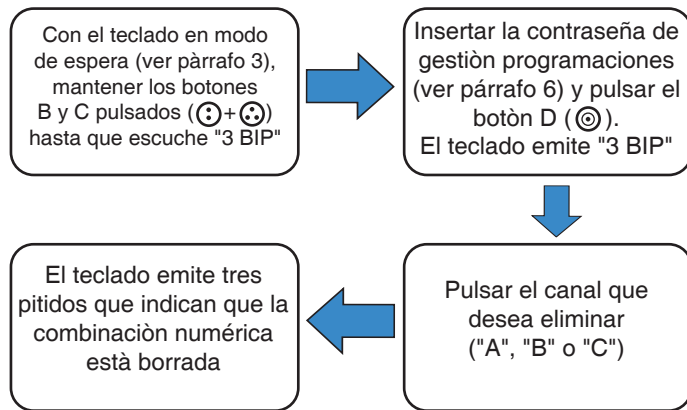 Con el teclado en modo
de espera (ver pàrrafo 3),
mantener los botones
B y C pulsados ( + )
hasta que escuche "3 BIP"
Insertar la contraseña de
gestiòn programaciones
(ver párrafo 6) y pulsar el
botòn D ( ).
El teclado emite "3 BIP"
Pulsar el canal que
desea eliminar
("A", "B" o "C")
El teclado emite tres
pitidos que indican que la
combinaciòn numérica
està borrada